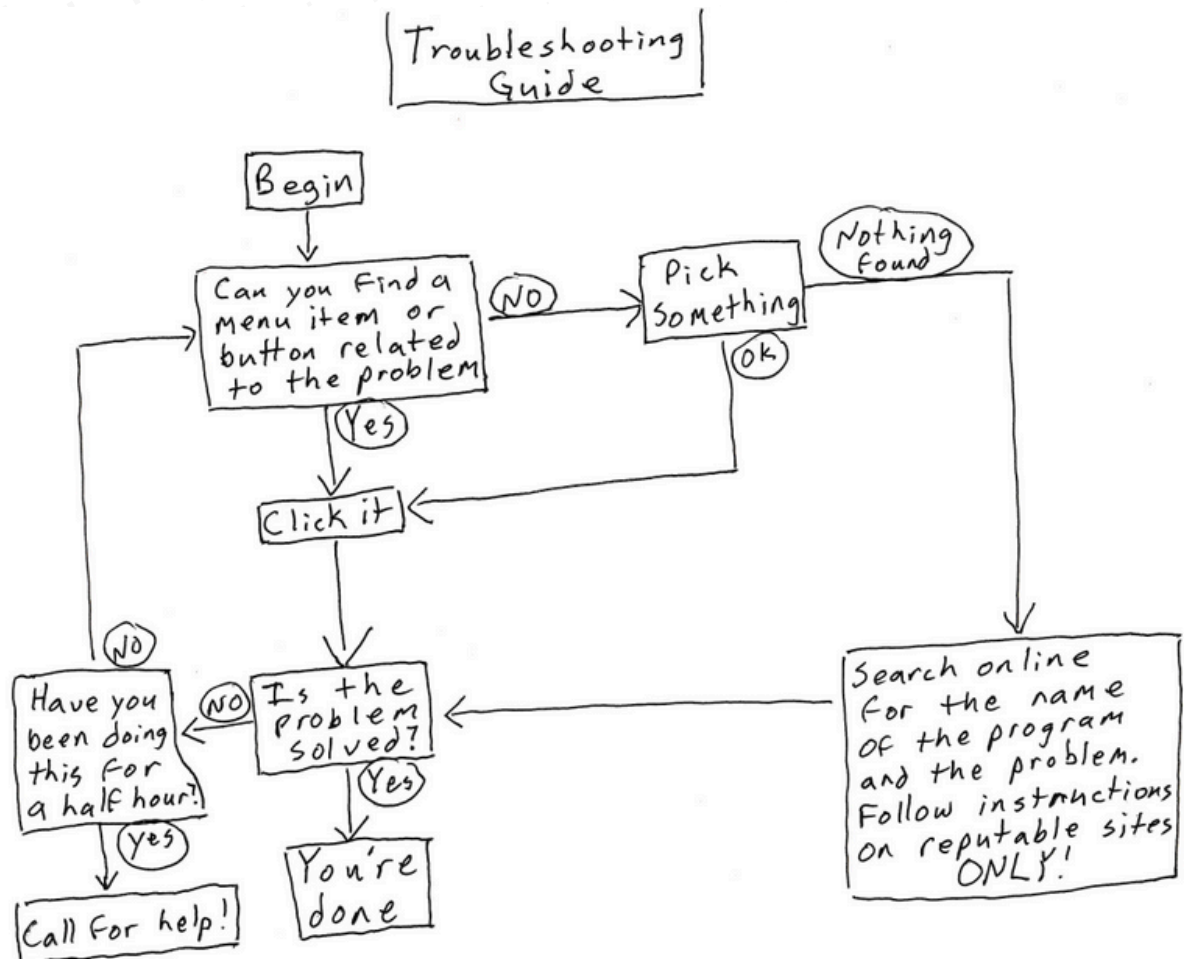 Troubleshooting
Guide
Begin
Can you find a
menu item or
button related
to the problem
NO
Pick
Something
Nothing
found
OK
Yes
Click it
NO
Have you
been doing
this for
a half hour?
NO
Is the
problem
solved?
Yes
You're
done
yes
Call for help!
Search online
for the name
of the program
and the problem.
Follow instructions
on reputable sites
ONLY!